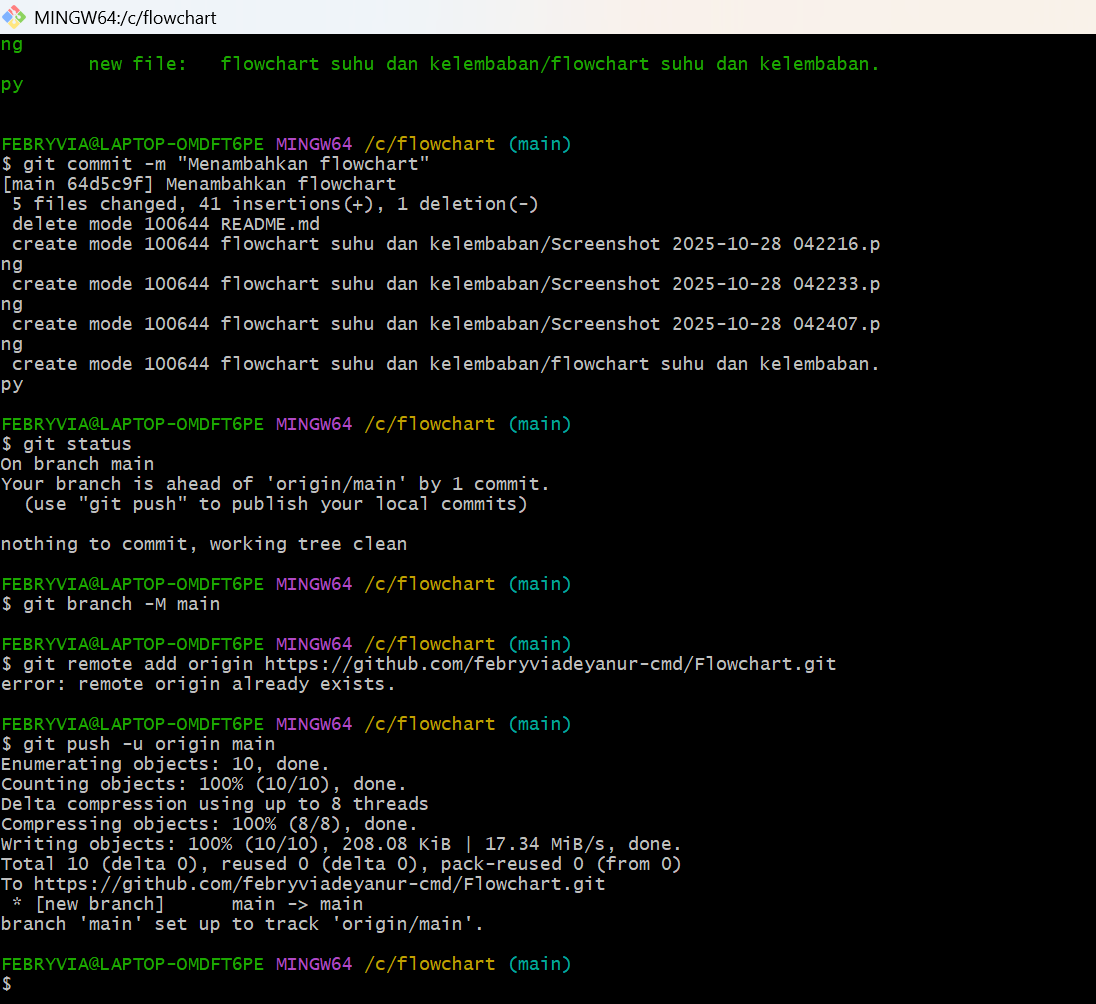 MINGW64:/c/flowchart
ng
        new file:   flowchart suhu dan kelembaban/flowchart suhu dan kelembaban.
py
FEBRYVIA@LAPTOP-OMDFT6PE MINGW64 /c/flowchart (main)
$ git commit -m "Menambahkan flowchart"
[main 64d5c9f] Menambahkan flowchart
 5 files changed, 41 insertions(+), 1 deletion(-)
 delete mode 100644 README.md
 create mode 100644 flowchart suhu dan kelembaban/Screenshot 2025-10-28 042216.p
ng
 create mode 100644 flowchart suhu dan kelembaban/Screenshot 2025-10-28 042233.p
ng
 create mode 100644 flowchart suhu dan kelembaban/Screenshot 2025-10-28 042407.p
ng
 create mode 100644 flowchart suhu dan kelembaban/flowchart suhu dan kelembaban.
py
FEBRYVIA@LAPTOP-OMDFT6PE MINGW64 /c/flowchart (main)
$ git status
On branch main
Your branch is ahead of 'origin/main' by 1 commit.
  (use "git push" to publish your local commits)
nothing to commit, working tree clean
FEBRYVIA@LAPTOP-OMDFT6PE MINGW64 /c/flowchart (main)
$ git branch -M main
FEBRYVIA@LAPTOP-OMDFT6PE MINGW64 /c/flowchart (main)
$ git remote add origin https://github.com/febryviadeyanur-cmd/Flowchart.git
error: remote origin already exists.
FEBRYVIA@LAPTOP-OMDFT6PE MINGW64 /c/flowchart (main)
$ git push -u origin main
Enumerating objects: 10, done.
Counting objects: 100% (10/10), done.
Delta compression using up to 8 threads
Compressing objects: 100% (8/8), done.
Writing objects: 100% (10/10), 208.08 KiB | 17.34 MiB/s, done.
Total 10 (delta 0), reused 0 (delta 0), pack-reused 0 (from 0)
To https://github.com/febryviadeyanur-cmd/Flowchart.git
 * [new branch]      main -> main
branch 'main' set up to track 'origin/main'.
FEBRYVIA@LAPTOP-OMDFT6PE MINGW64 /c/flowchart (main)
$